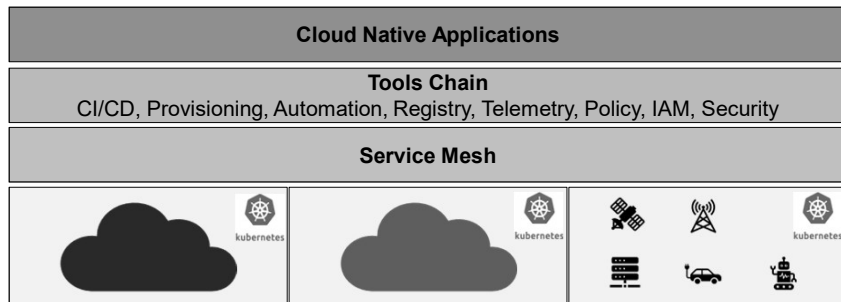 Cloud Native Applications
Tools Chain
CI/CD, Provisioning, Automation, Registry, Telemetry, Policy, IAM, Security
Service Mesh
kubernetes
kubernetes
kubernetes